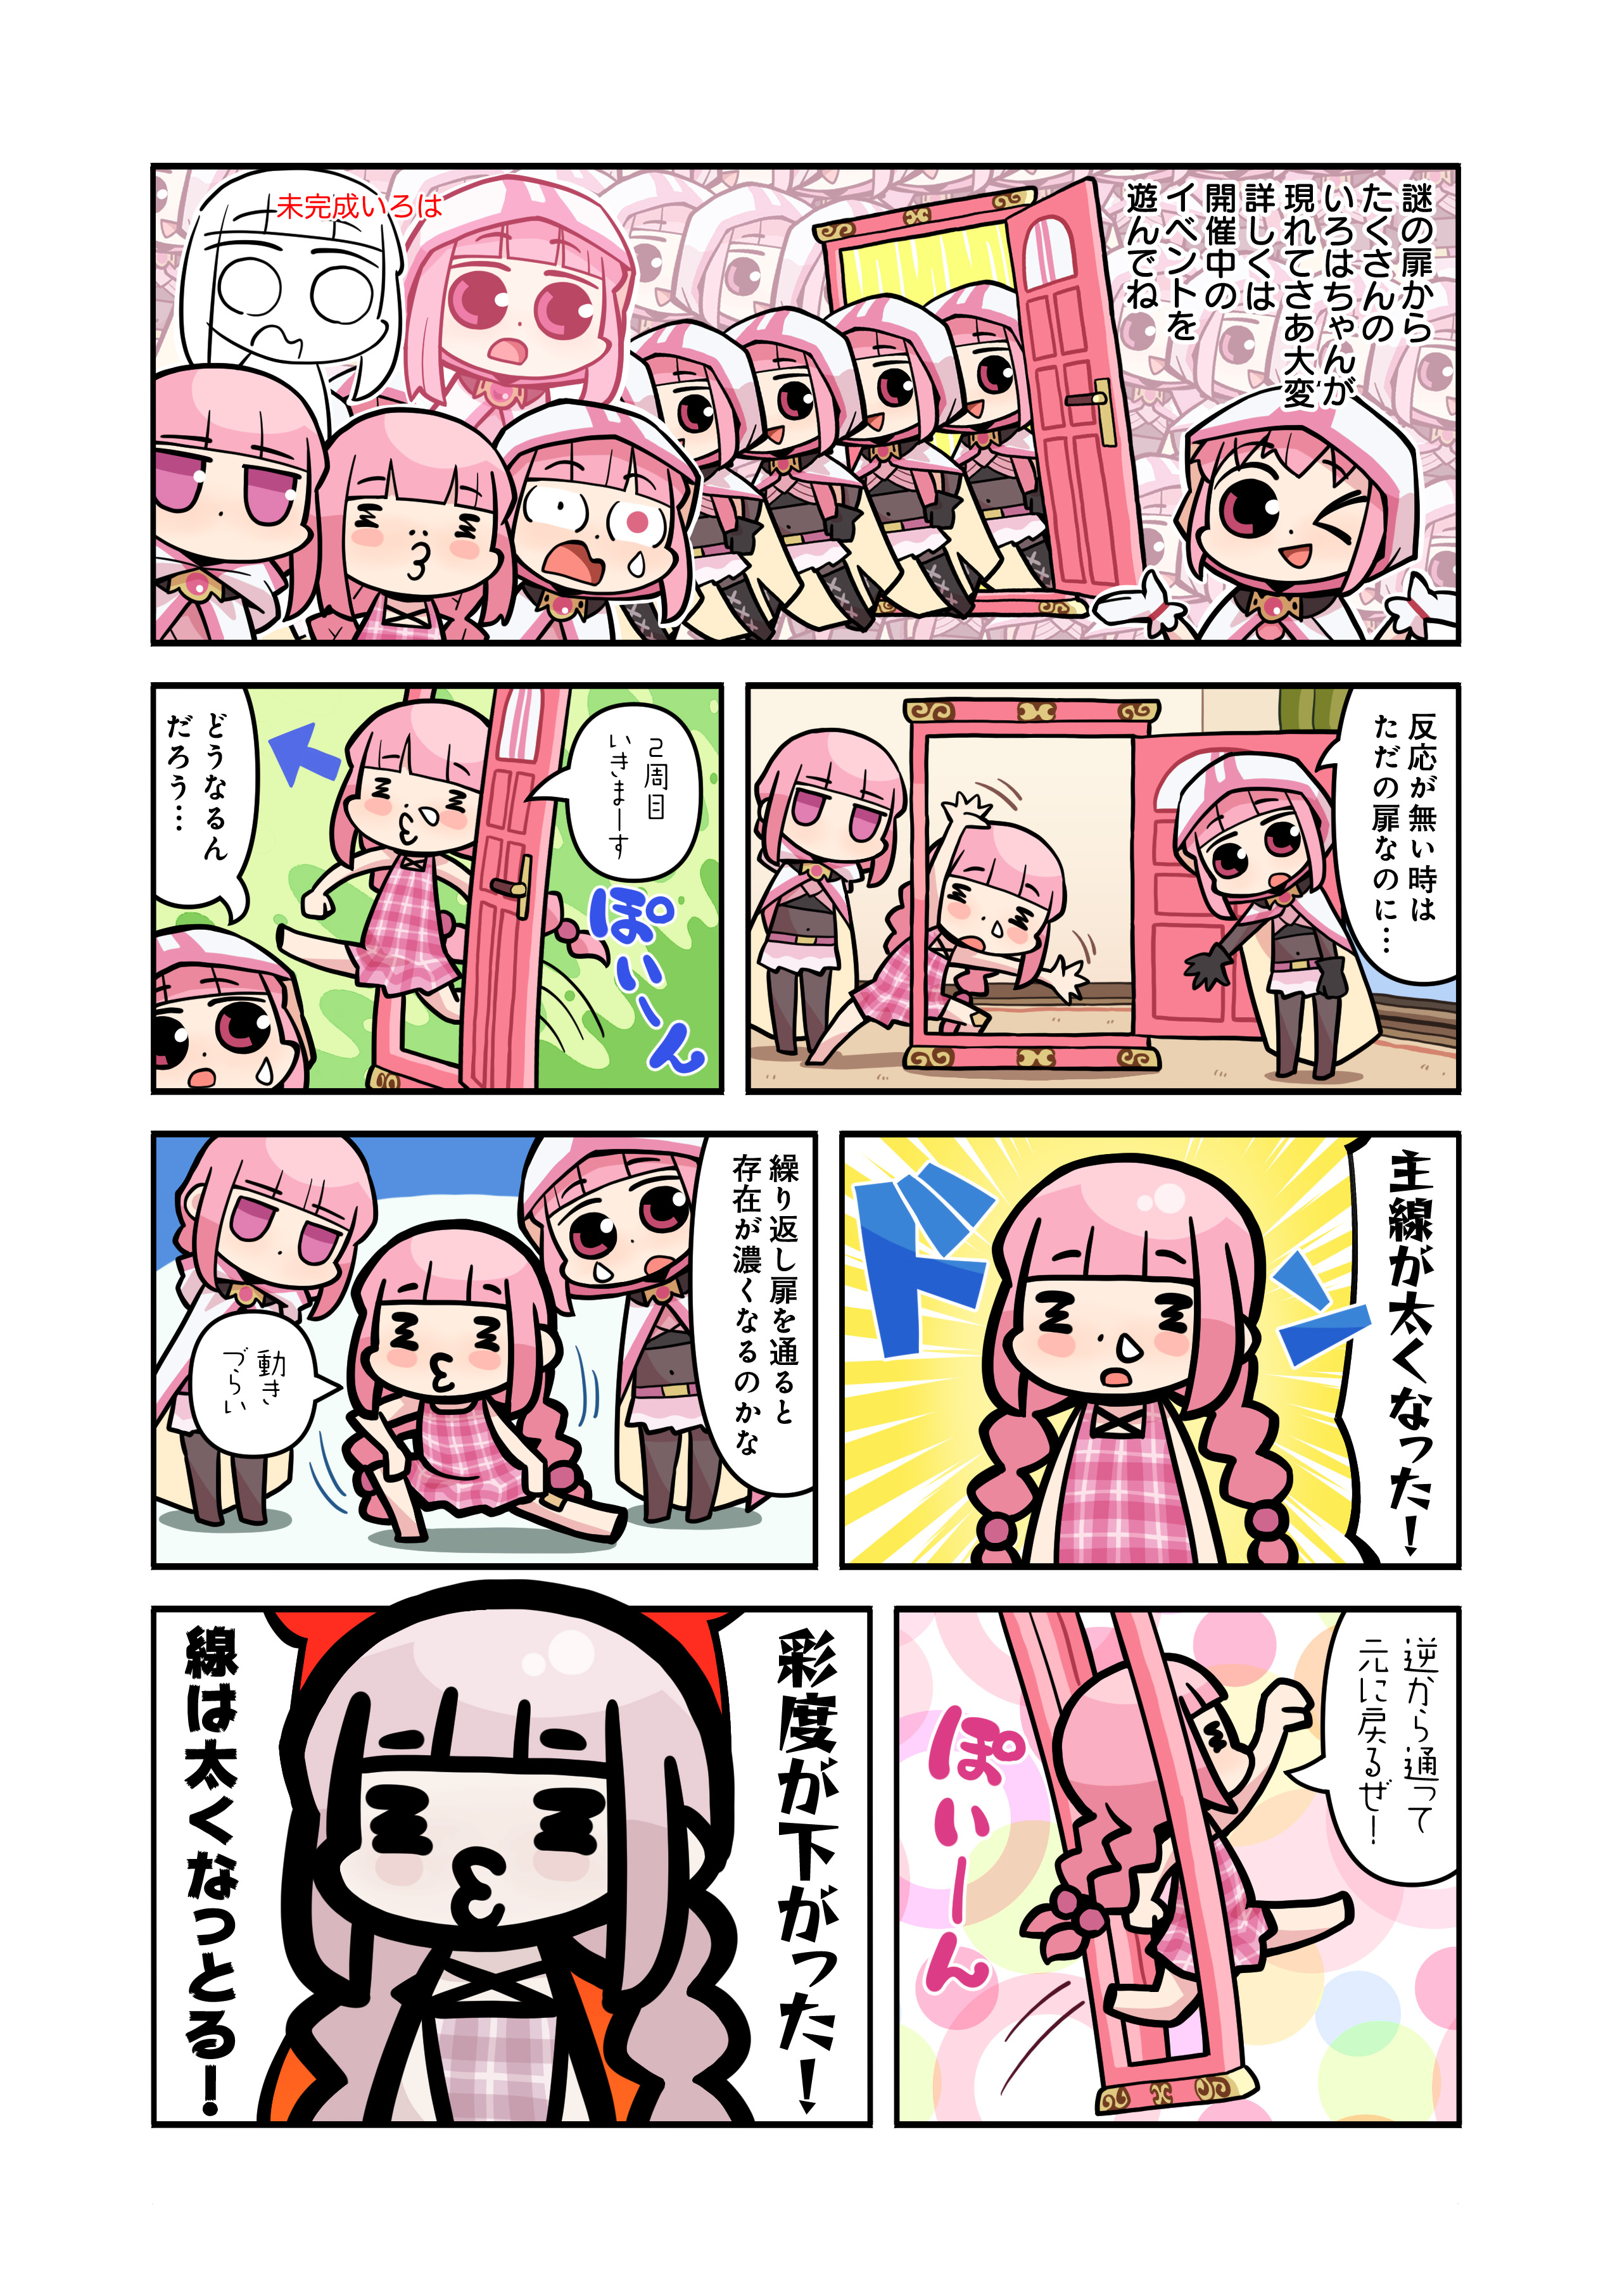 謎の扉から
たくさんの
いろはちゃんが
現れてさあ大変
詳しくは
開催中の
イベントを
遊んでね
未完成いろは
反応が無い時は
ただの扉なのに…
2周目
いきまーす
ぽいーん
どうなるん
だろう…
主線が太くなった!
ドン
繰り返し扉を通ると
存在が濃くなるのかな
動き
づらい
逆から通って
元に戻るぜ!
ぽいーん
彩度が下がった!
線は太くなっとる!